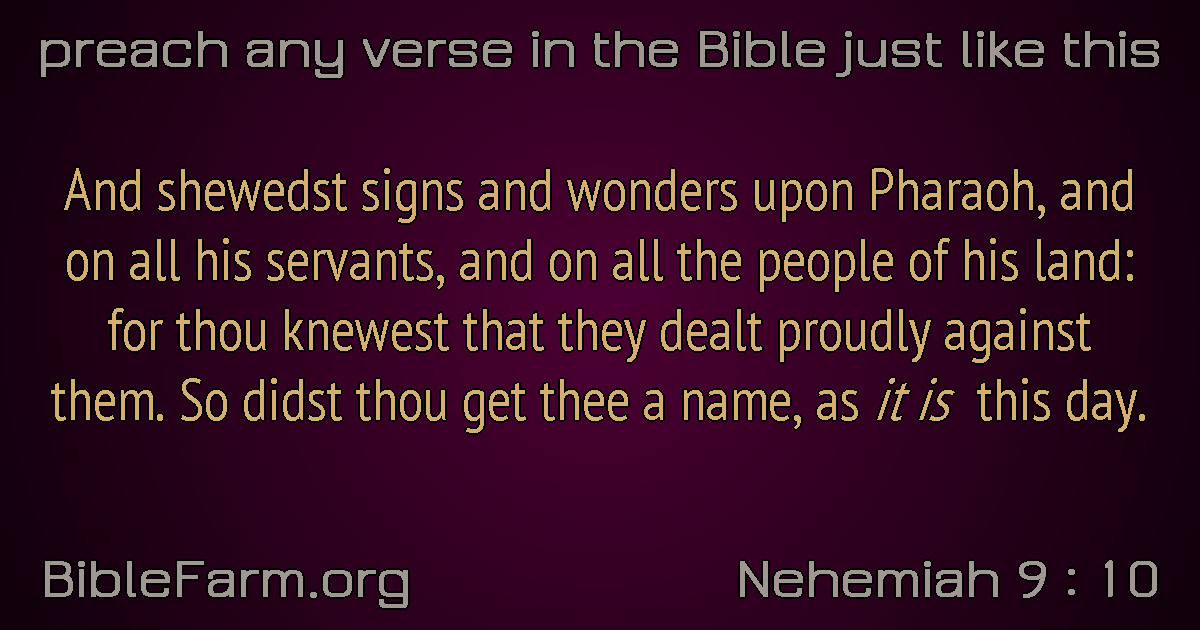 preach any verse in the Bible just like this
And shewedst signs and wonders upon Pharaoh, and
on all his servants, and on all the people of his land:
for thou knewest that they dealt proudly against
them. So didst thou get thee a name, as it is this day.
BibleFarm.org
Nehemiah 9 : 10